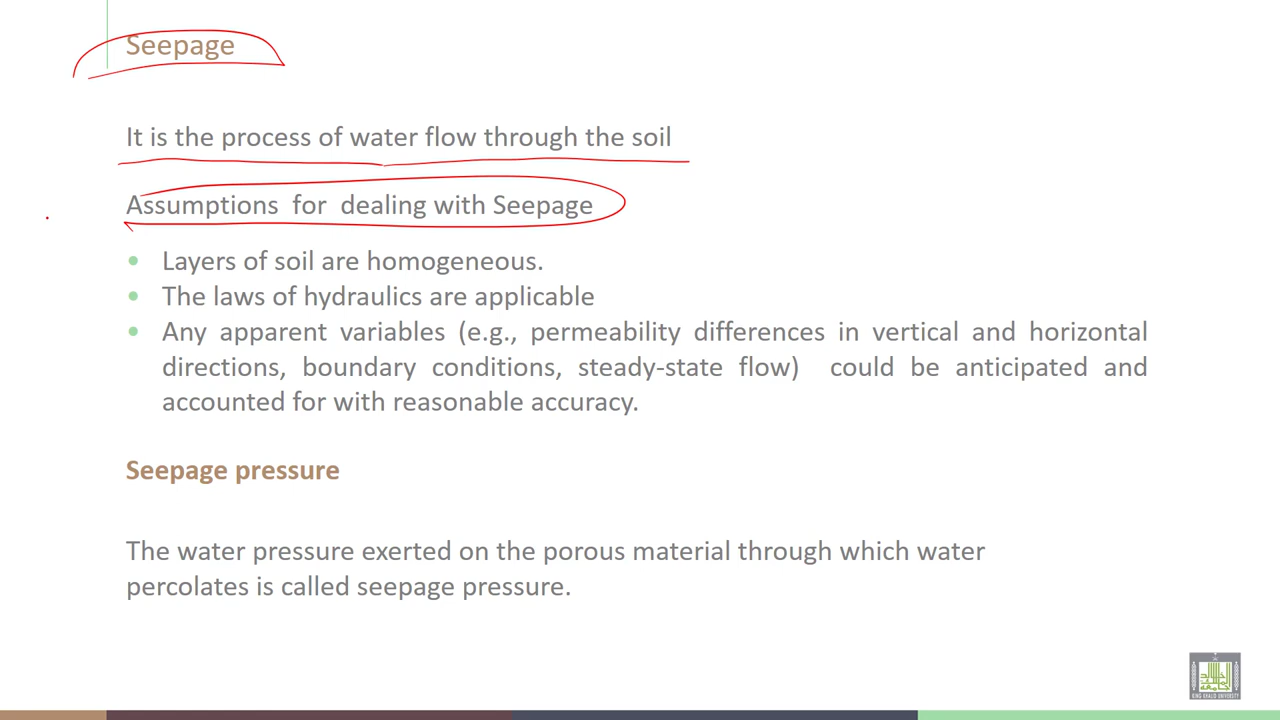 Seepage
It is the process of water flow through the soil
Assumptions for dealing with Seepage
• Layers of soil are homogeneous.
• The laws of hydraulics are applicable
• Any apparent variables (e.g., permeability differences in vertical and horizontal
directions, boundary conditions, steady-state flow) could be anticipated and
accounted for with reasonable accuracy.
Seepage pressure
The water pressure exerted on the porous material through which water
percolates is called seepage pressure.
KING KHALID UNIVERSITY